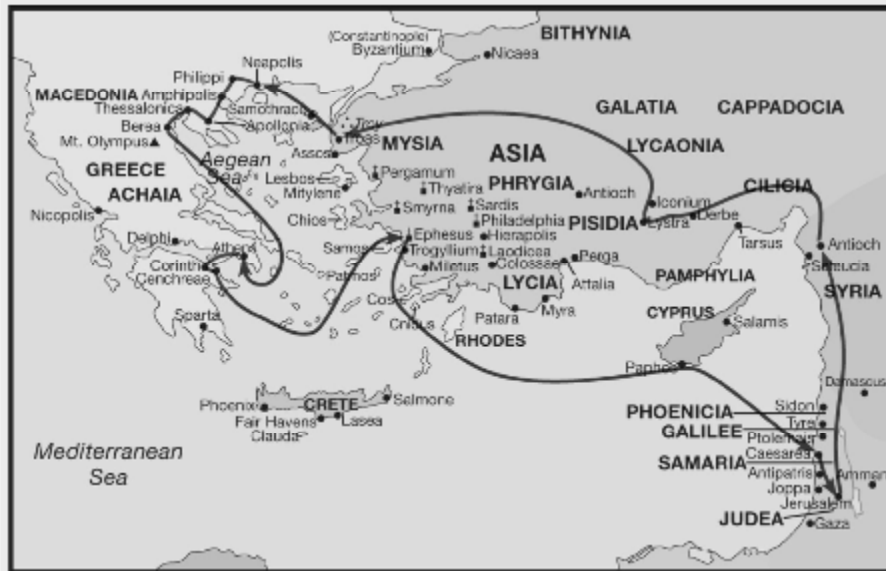 BITHYNIA
(Constantinople)
Byzantium
Nicaea
Neapolis
Philippi
MACEDONIA
Amphipolis
Thessalonica
Samothract
Apollonia
Berea
Mt. Olympus
Troy
Troas
GALATIA
CAPPADOCIA
MYSIA
LYCAONIA
ASIA
Assos
Aegean
Sea
GREECE
ACHAIA
Lesbos
Mitylene
Pergamum
Thyatira
PHRYGIA
Antioch
CILICIA
Iconium
Derbe
Lystra
PISIDIA
Nicopolis
Chios
Smyrna
Sardis
Philadelphia
Hierapolis
Ephesus
Delphi
Athens
Samos
Trogyllium
Laodicea
Colossae
Perga
Attalia
Tarsus
Antioch
Corinth
Cenchreae
Patmos
Miletus
LYCIA
PAMPHYLIA
SYRIA
Sparta
Cos
Cnidus
Patara
Myra
RHODES
CYPRUS
Salamis
Paphos
Damascus
Phoenix
CRETE
Salmone
Fair Havens
Lasea
Clauda
PHOENICIA
Sidon
Tyre
GALILEE
Ptolemais
Caesarea
SAMARIA
Antipatris
Amman
Joppa
Jerusalem
JUDEA
Gaza
Mediterranean
Sea